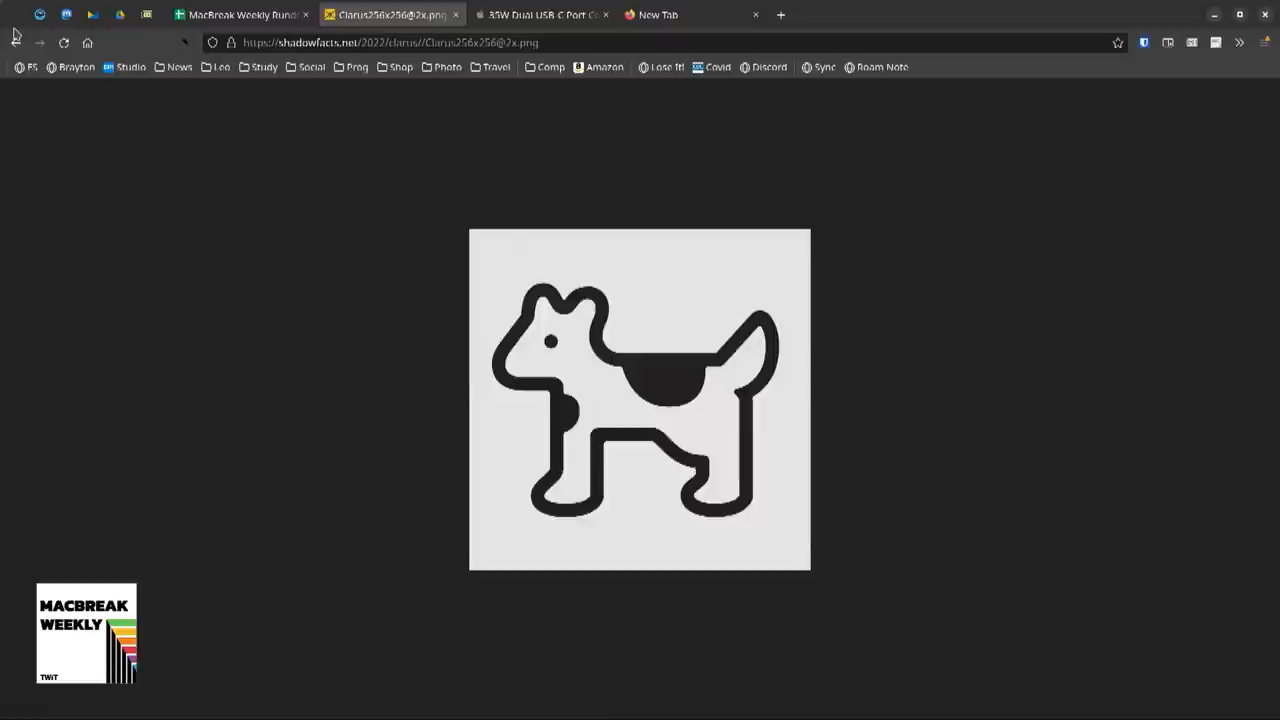 MacBreak Weekly Rund
Clarus256x256@2x.png
35W Dual USB-C Port Co
New Tab
https://shadowfacts.net/2022/clarus//Clarus256x256@2x.png
FS Brayton Studio News Leo Study Social Prog Shop Photo Travel Comp Amazon Lose It! Covid Discord Sync Roam Note
MACBREAK
WEEKLY
TWiT